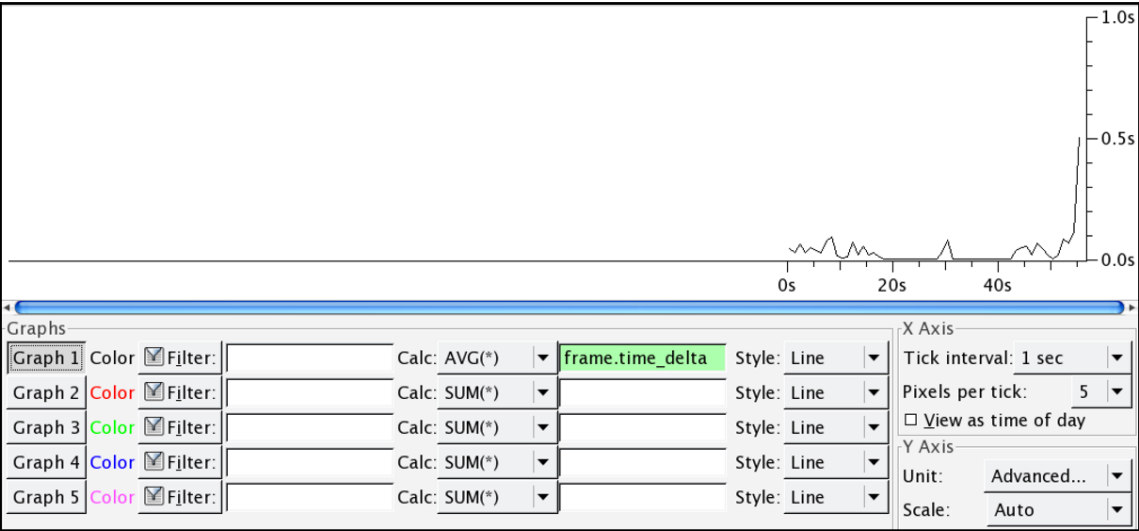 1.0s
0.5s
0.0s
0s 20s 40s
Graphs
Graph 1 Color Filter: Calc: AVG(*) frame.time_delta Style: Line
Graph 2 Color Filter: Calc: SUM(*) Style: Line
Graph 3 Color Filter: Calc: SUM(*) Style: Line
Graph 4 Color Filter: Calc: SUM(*) Style: Line
Graph 5 Color Filter: Calc: SUM(*) Style: Line
X Axis
Tick interval: 1 sec
Pixels per tick: 5
View as time of day
Y Axis
Unit: Advanced...
Scale: Auto